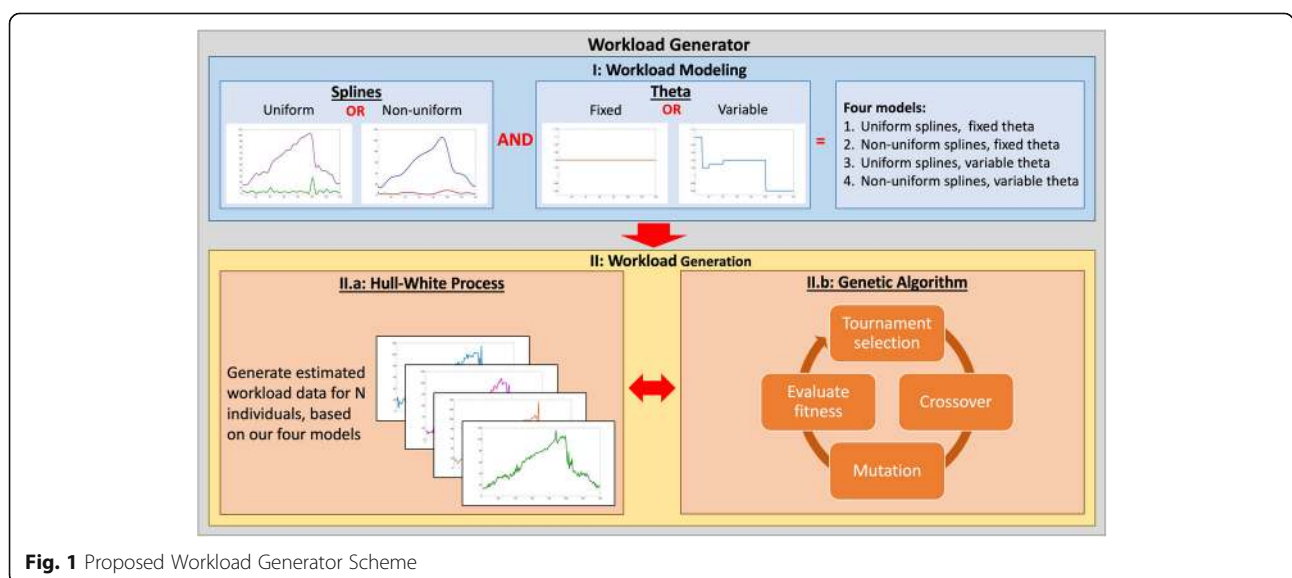 Workload Generator
I: Workload Modeling
Splines
Uniform OR Non-uniform
AND
Theta
Fixed OR Variable
=
Four models:
1. Uniform splines, fixed theta
2. Non-uniform splines, fixed theta
3. Uniform splines, variable theta
4. Non-uniform splines, variable theta
II: Workload Generation
II.a: Hull-White Process
Generate estimated
workload data for N
individuals, based
on our four models
II.b: Genetic Algorithm
Tournament
selection
Crossover
Mutation
Evaluate
fitness
Fig. 1 Proposed Workload Generator Scheme